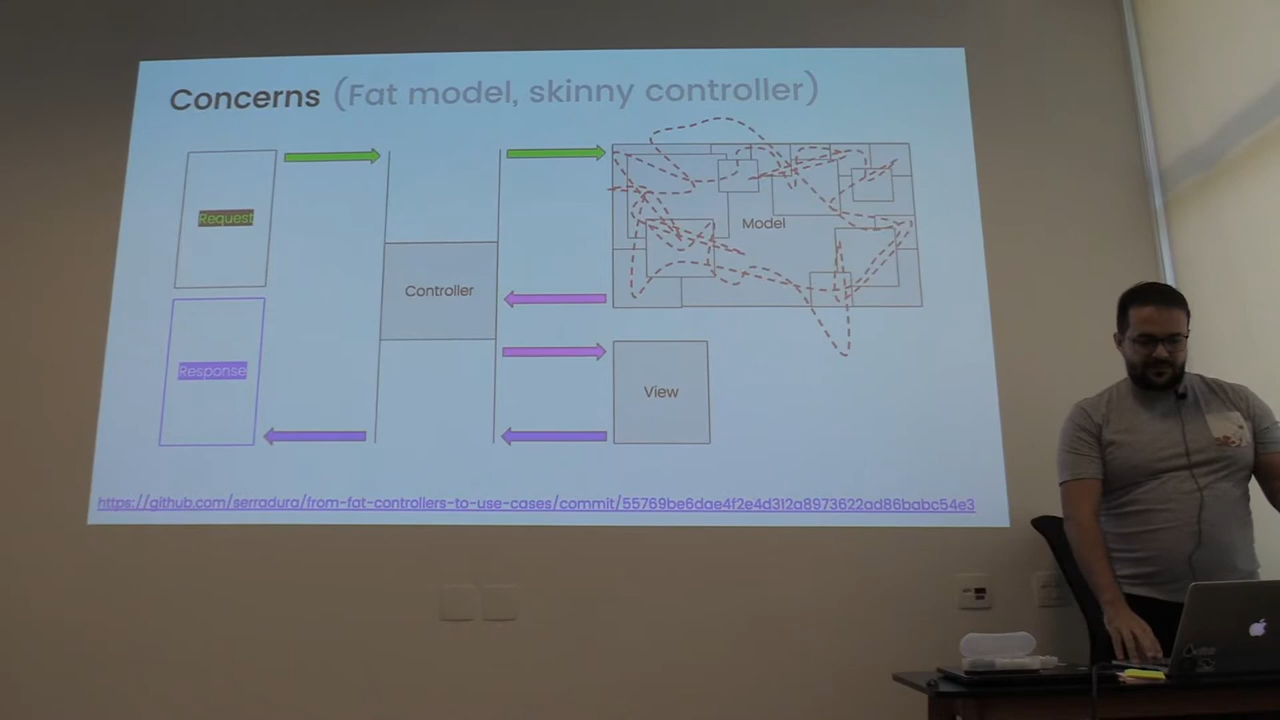 Concerns (Fat model, skinny controller)
Request
Model
Controller
Response
View
https://github.com/serradura/from-fat-controllers-to-use-cases/commit/55769be6dae4f2e4d312a8973622ad86babc54e3